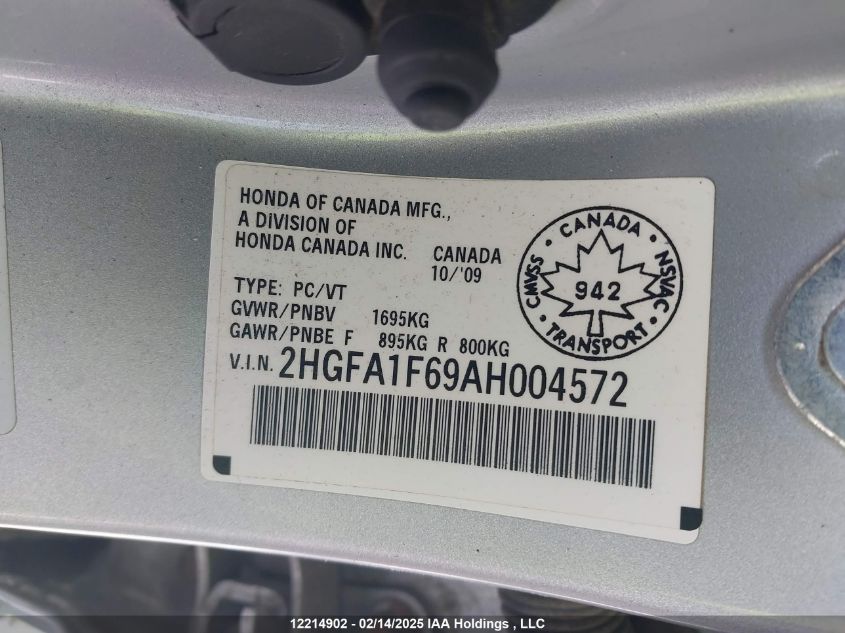 HONDA OF CANADA MFG.,
A DIVISION OF
HONDA CANADA INC. CANADA
10/'09
TYPE: PC/VT
GVWR/PNBV 1695KG
GAWR/PNBE F 895KG R 800KG
V.I.N. 2HGFA1F69AH004572
CANADA
CMVSS
NSVAC
942
TRANSPORT
12214902 - 02/14/2025 IAA Holdings , LLC